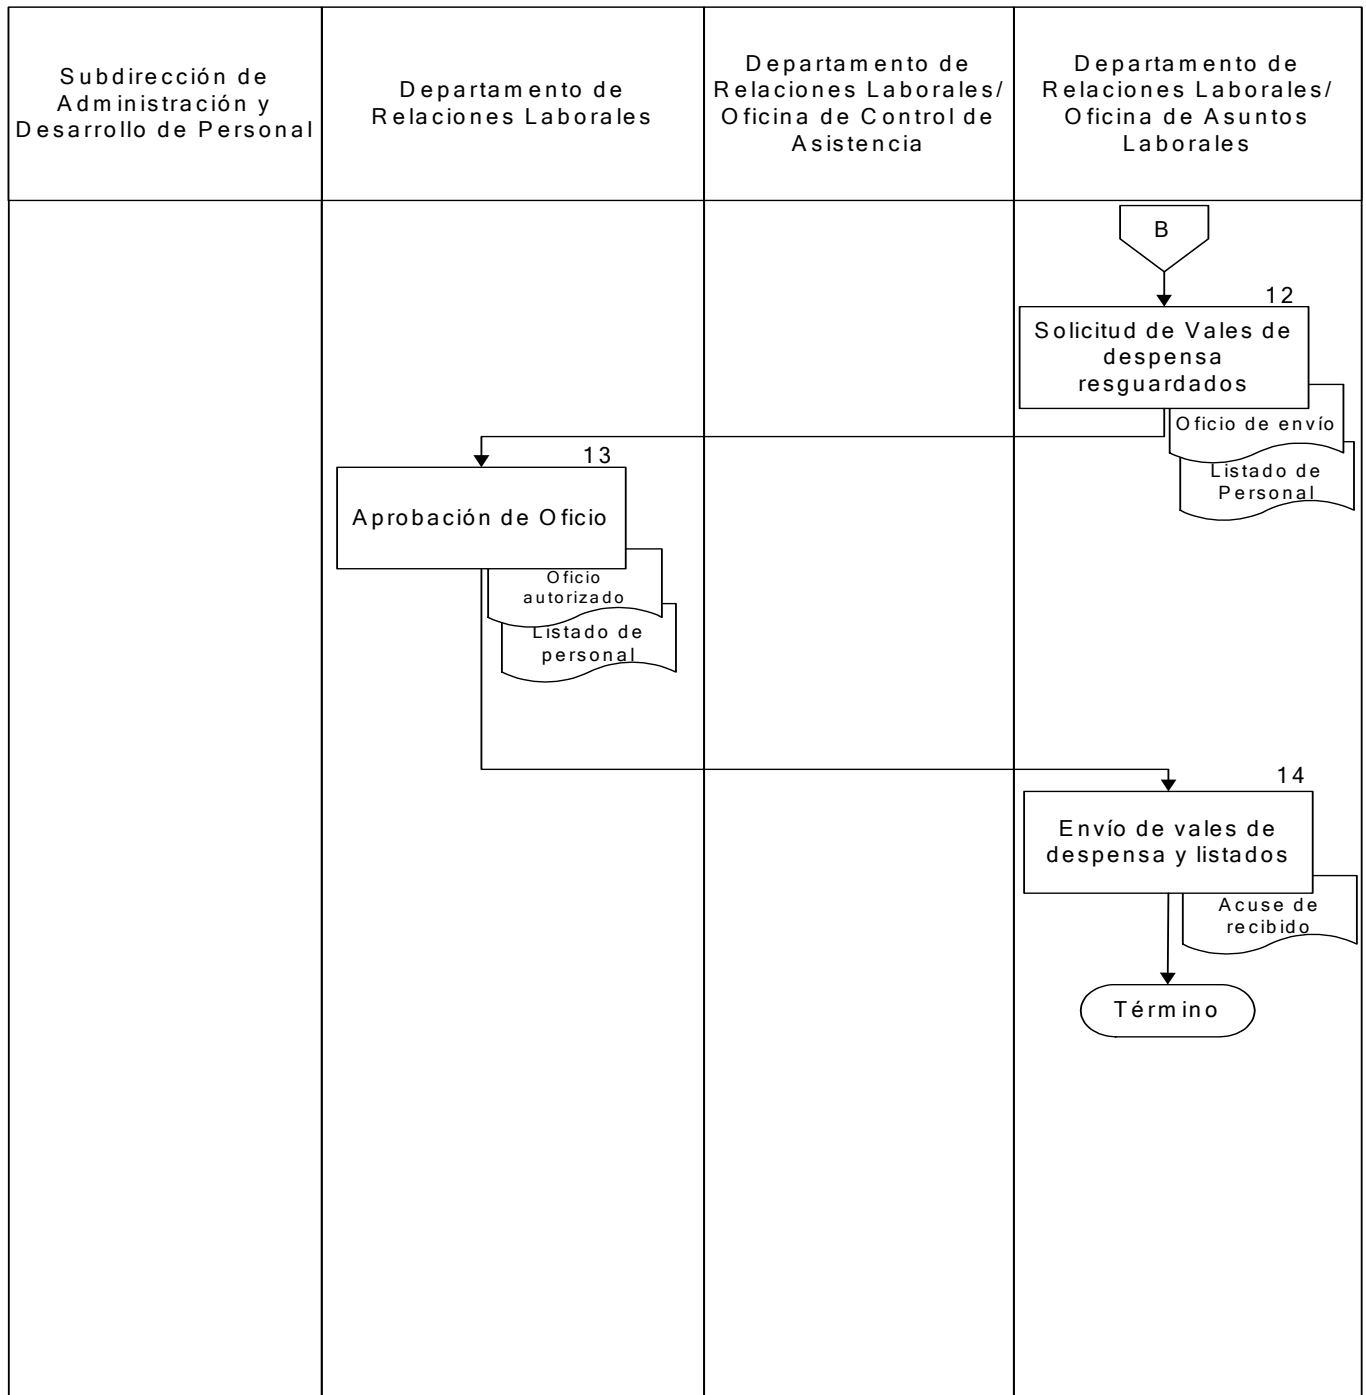 Subdirección de
Administración y
Desarrollo de Personal
Departamento de
Relaciones Laborales
Departamento de
Relaciones Laborales/
Oficina de Control de
Asistencia
Departamento de
Relaciones Laborales/
Oficina de Asuntos
Laborales
B
12
Solicitud de Vales de
despensa
resguardados
Oficio de envío
Listado de
Personal
13
Aprobación de Oficio
Oficio
autorizado
Listado de
personal
14
Envío de vales de
despensa y listados
Acuse de
recibido
Término